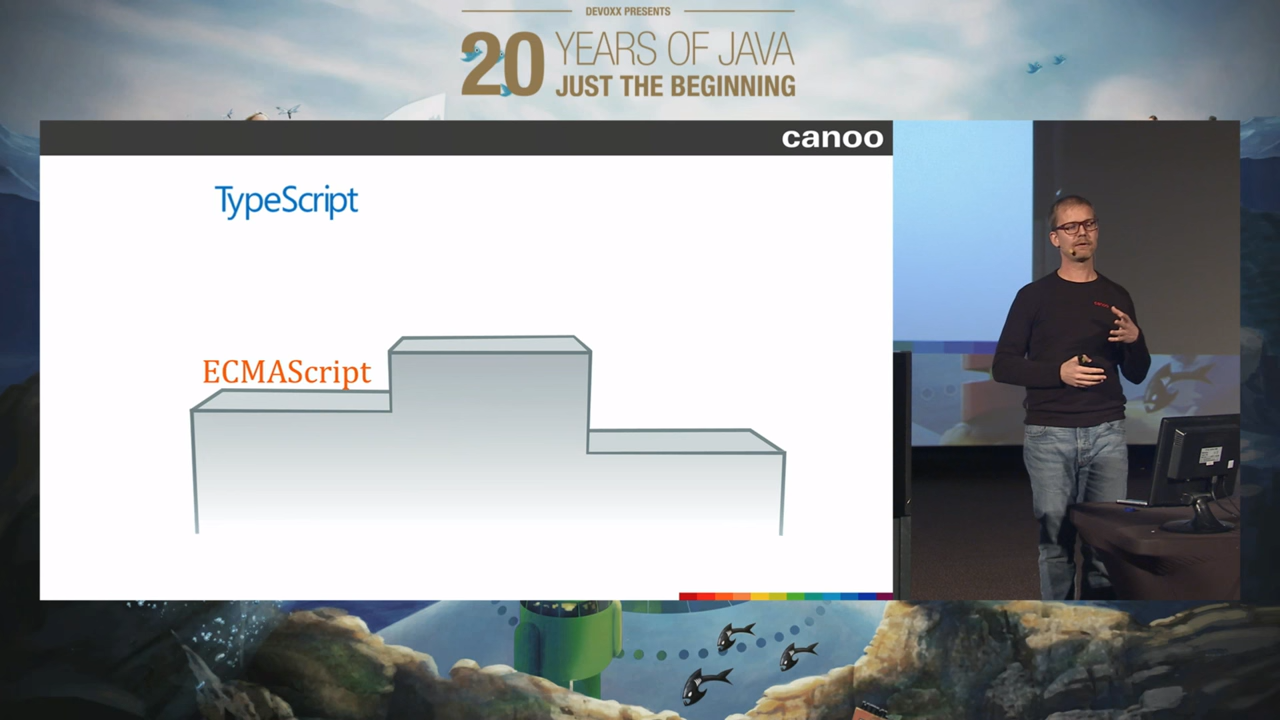 DEVOXX PRESENTS
20 YEARS OF JAVA
JUST THE BEGINNING
canoo
TypeScript
ECMAScript